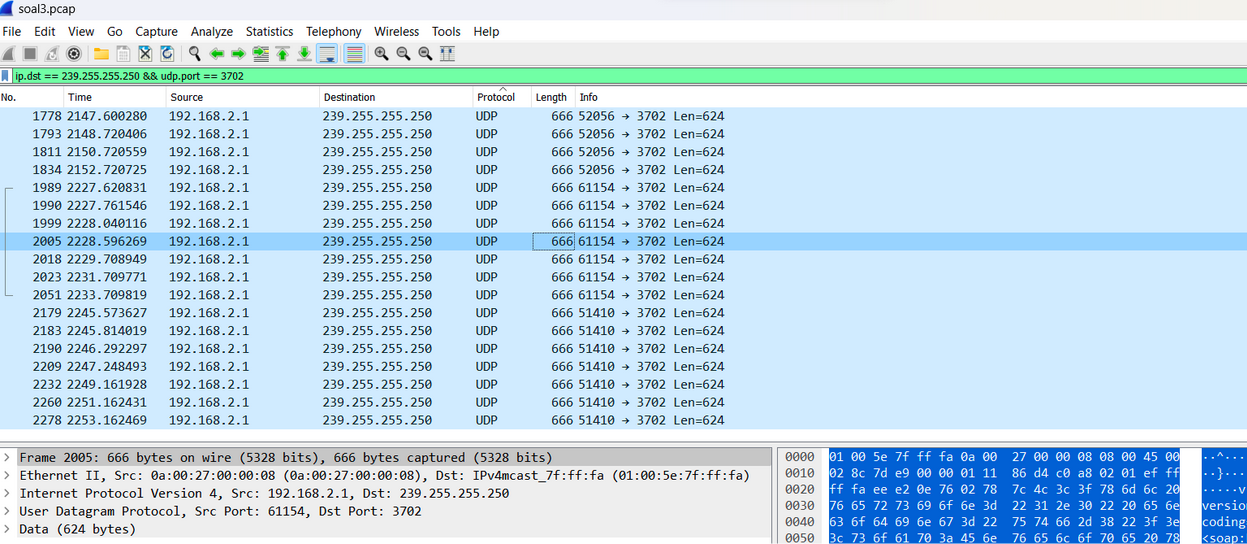 soal3.pcap
File Edit View Go Capture Analyze Statistics Telephony Wireless Tools Help
ip.dst == 239.255.255.250 && udp.port == 3702
No. Time Source Destination Protocol Length Info
1778 2147.600280 192.168.2.1 239.255.255.250 UDP 666 52056 → 3702 Len=624
1793 2148.720406 192.168.2.1 239.255.255.250 UDP 666 52056 → 3702 Len=624
1811 2150.720559 192.168.2.1 239.255.255.250 UDP 666 52056 → 3702 Len=624
1834 2152.720725 192.168.2.1 239.255.255.250 UDP 666 52056 → 3702 Len=624
1989 2227.620831 192.168.2.1 239.255.255.250 UDP 666 61154 → 3702 Len=624
1990 2227.761546 192.168.2.1 239.255.255.250 UDP 666 61154 → 3702 Len=624
1999 2228.040116 192.168.2.1 239.255.255.250 UDP 666 61154 → 3702 Len=624
2005 2228.596269 192.168.2.1 239.255.255.250 UDP 666 61154 → 3702 Len=624
2018 2229.708949 192.168.2.1 239.255.255.250 UDP 666 61154 → 3702 Len=624
2023 2231.709771 192.168.2.1 239.255.255.250 UDP 666 61154 → 3702 Len=624
2051 2233.709819 192.168.2.1 239.255.255.250 UDP 666 61154 → 3702 Len=624
2179 2245.573627 192.168.2.1 239.255.255.250 UDP 666 51410 → 3702 Len=624
2183 2245.814019 192.168.2.1 239.255.255.250 UDP 666 51410 → 3702 Len=624
2190 2246.292297 192.168.2.1 239.255.255.250 UDP 666 51410 → 3702 Len=624
2209 2247.248493 192.168.2.1 239.255.255.250 UDP 666 51410 → 3702 Len=624
2232 2249.161928 192.168.2.1 239.255.255.250 UDP 666 51410 → 3702 Len=624
2260 2251.162431 192.168.2.1 239.255.255.250 UDP 666 51410 → 3702 Len=624
2278 2253.162469 192.168.2.1 239.255.255.250 UDP 666 51410 → 3702 Len=624
Frame 2005: 666 bytes on wire (5328 bits), 666 bytes captured (5328 bits)
Ethernet II, Src: 0a:00:27:00:00:08 (0a:00:27:00:00:08), Dst: IPv4mcast_7f:ff:fa (01:00:5e:7f:ff:fa)
Internet Protocol Version 4, Src: 192.168.2.1, Dst: 239.255.255.250
User Datagram Protocol, Src Port: 61154, Dst Port: 3702
Data (624 bytes)
0000 01 00 5e 7f ff fa 0a 00 27 00 00 08 08 00 45 00 ··^····
0010 02 8c 7d e9 00 00 01 11 86 d4 c0 a8 02 01 ef ff ··}····
0020 ff fa ee e2 0e 76 02 78 7c 4c 3c 3f 78 6d 6c 20 ·····v
0030 76 65 72 73 69 6f 6e 3d 22 31 2e 30 22 20 65 6e version
0040 63 6f 64 69 6e 67 3d 22 75 74 66 2d 38 22 3f 3e coding
0050 3c 73 6f 61 70 3a 45 6e 76 65 6c 6f 70 65 20 78 <soap: